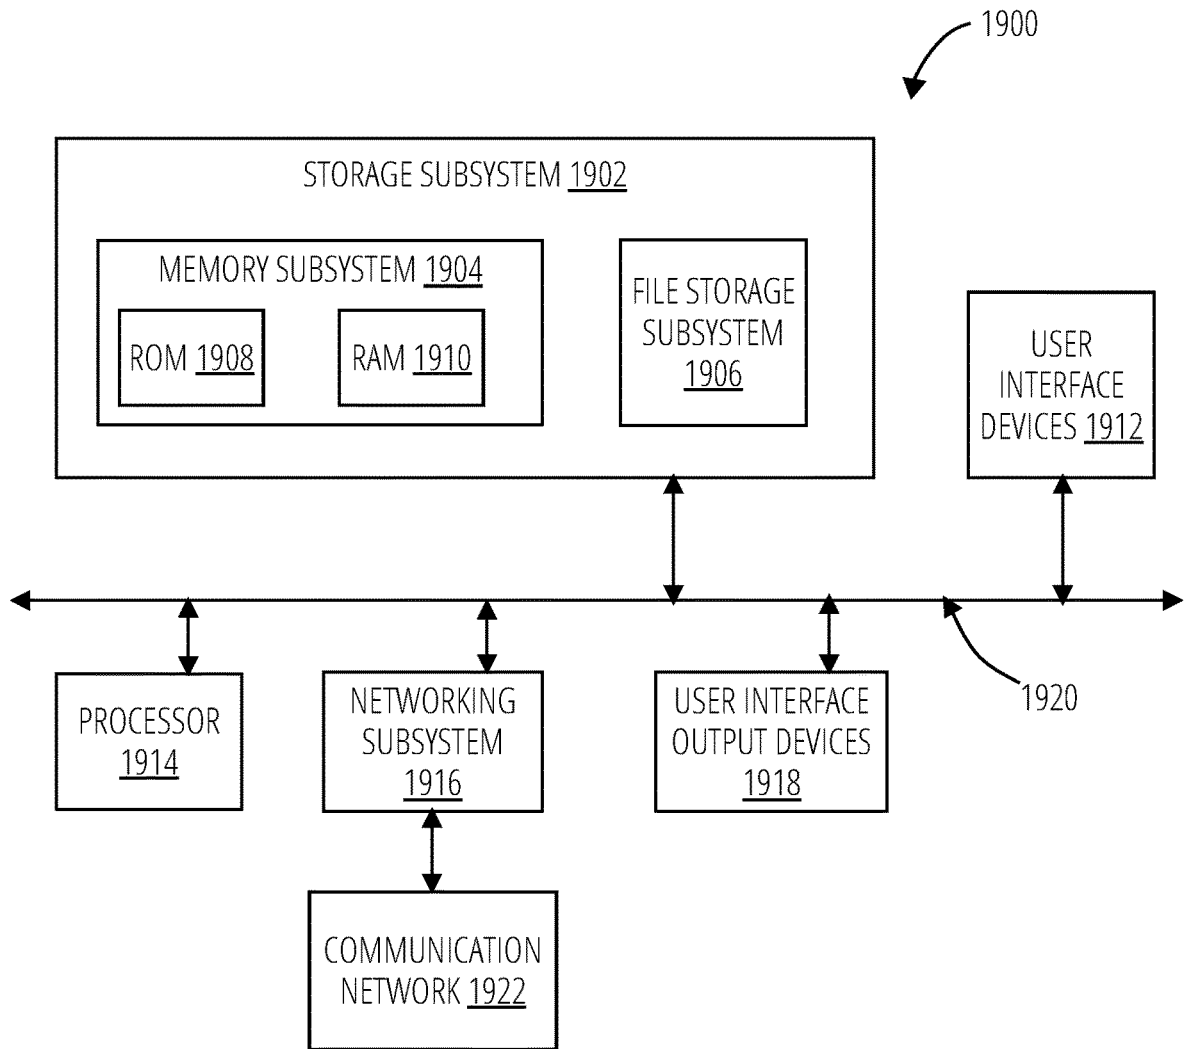 1900
STORAGE SUBSYSTEM 1902
MEMORY SUBSYSTEM 1904
ROM 1908
RAM 1910
FILE STORAGE
SUBSYSTEM
1906
USER
INTERFACE
DEVICES 1912
PROCESSOR
1914
NETWORKING
SUBSYSTEM
1916
USER INTERFACE
OUTPUT DEVICES
1918
1920
COMMUNICATION
NETWORK 1922